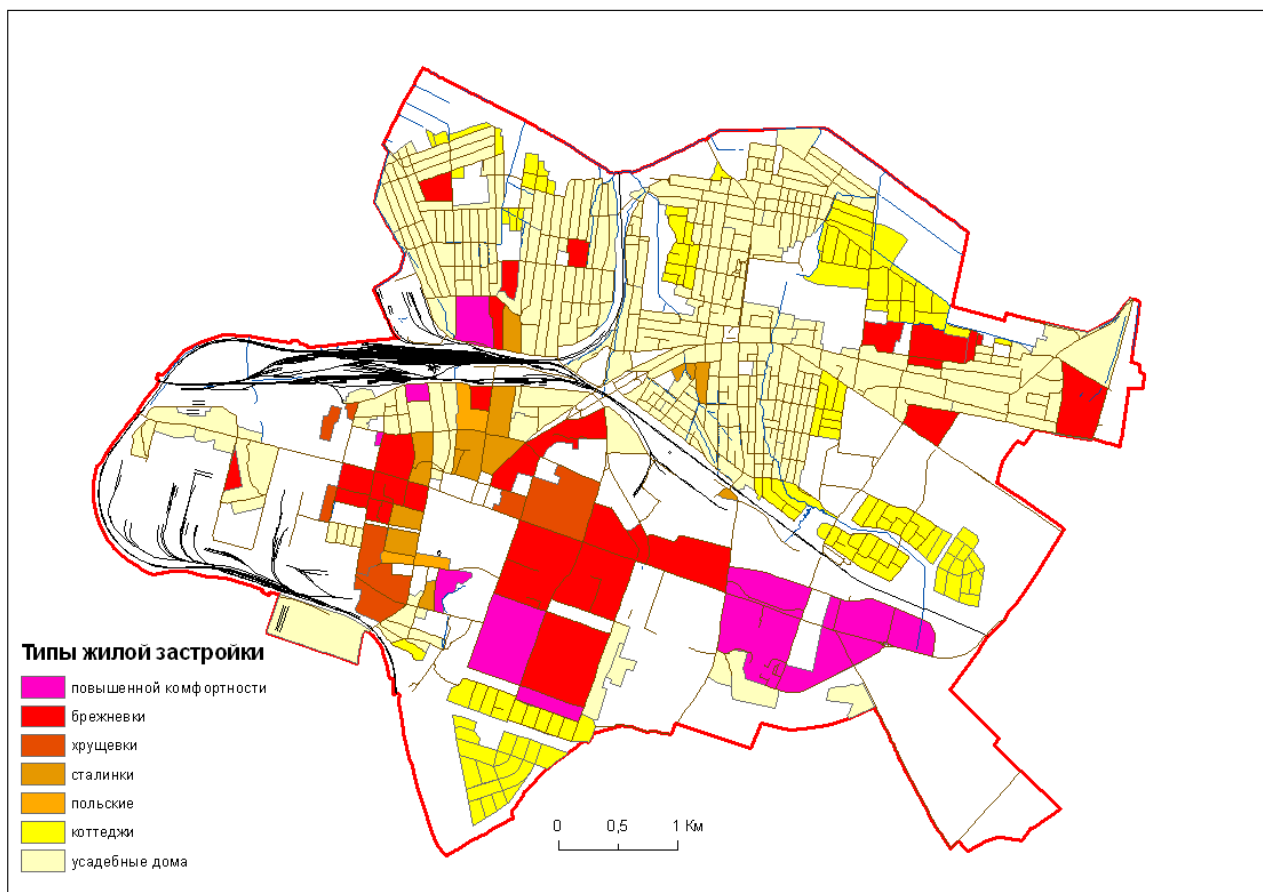 Типы жилой застройки
повышенной комфортности
брежневки
хрущевки
сталинки
польские
коттеджи
усадебные дома
0 0,5 1 Км